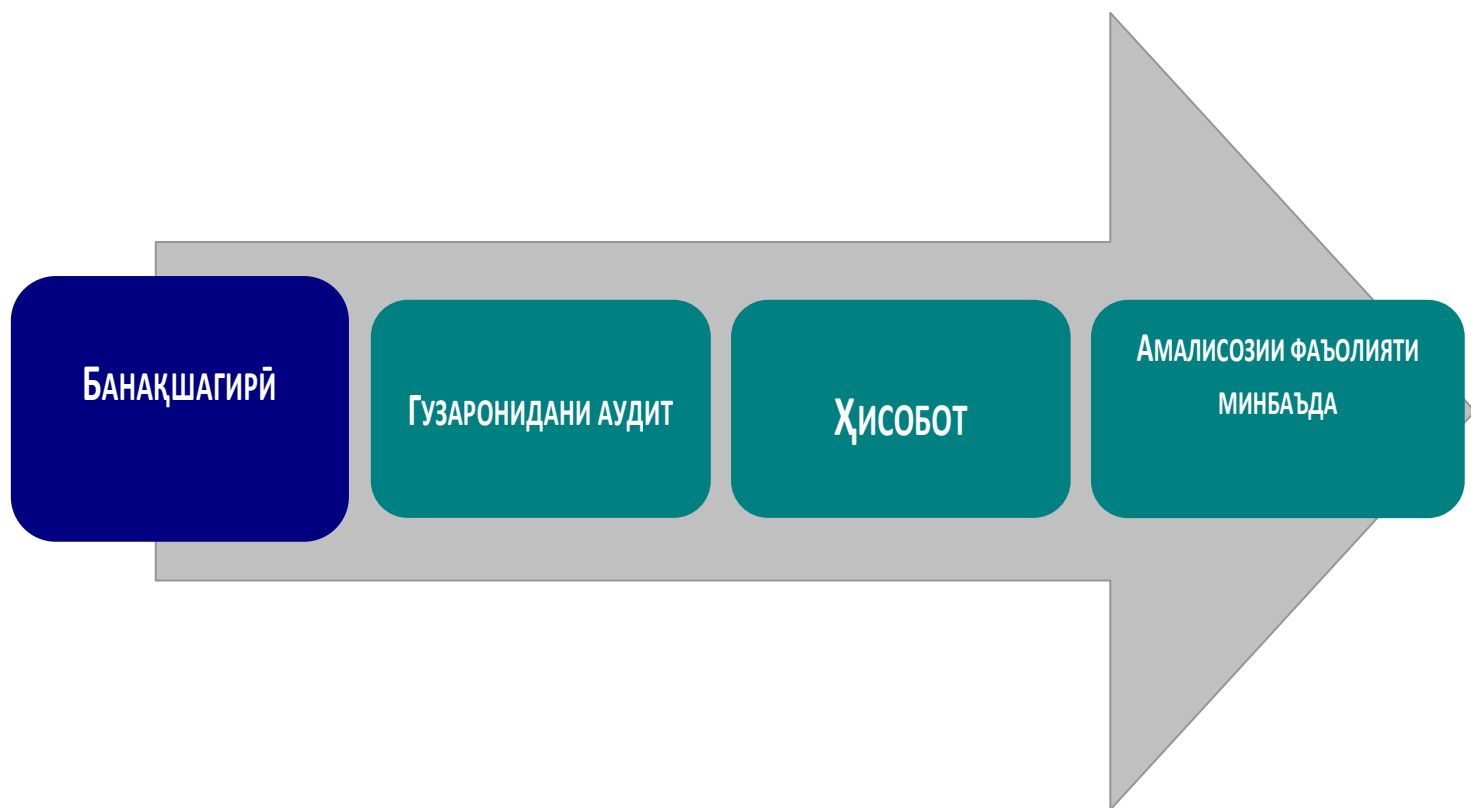 Банақшагирӣ
Гузаронидани аудит
Ҳисобот
Амалисозии фаъолияти
минбаъда